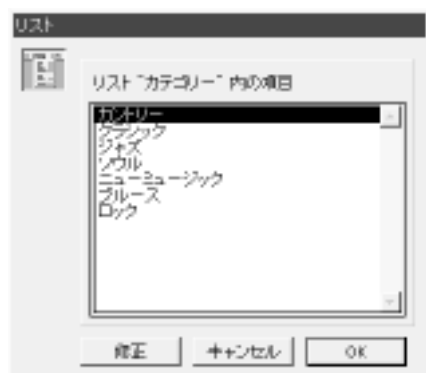 リスト
リスト "カテゴリー" 内の項目
カントリー
クラシック
ジャズ
ソウル
ニューミュージック
ブルース
ロック
修正
キャンセル
OK